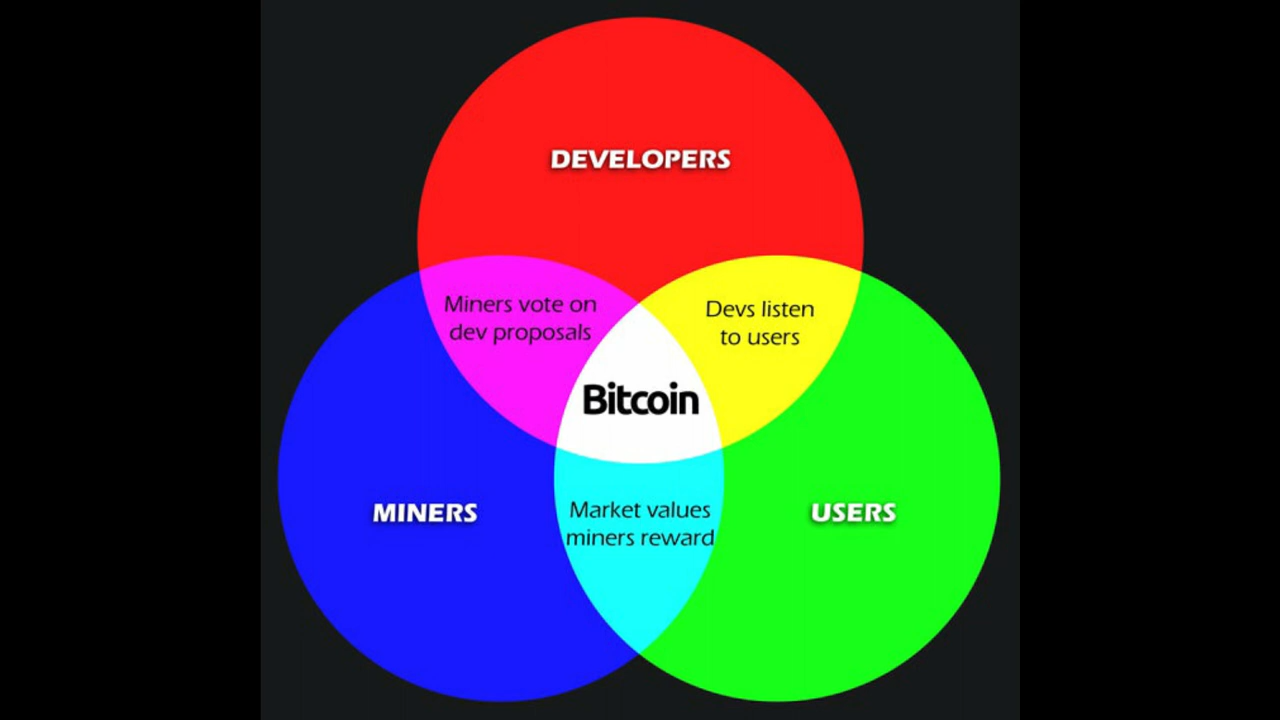 DEVELOPERS
Miners vote on
dev proposals
Devs listen
to users
Bitcoin
MINERS
Market values
miners reward
USERS